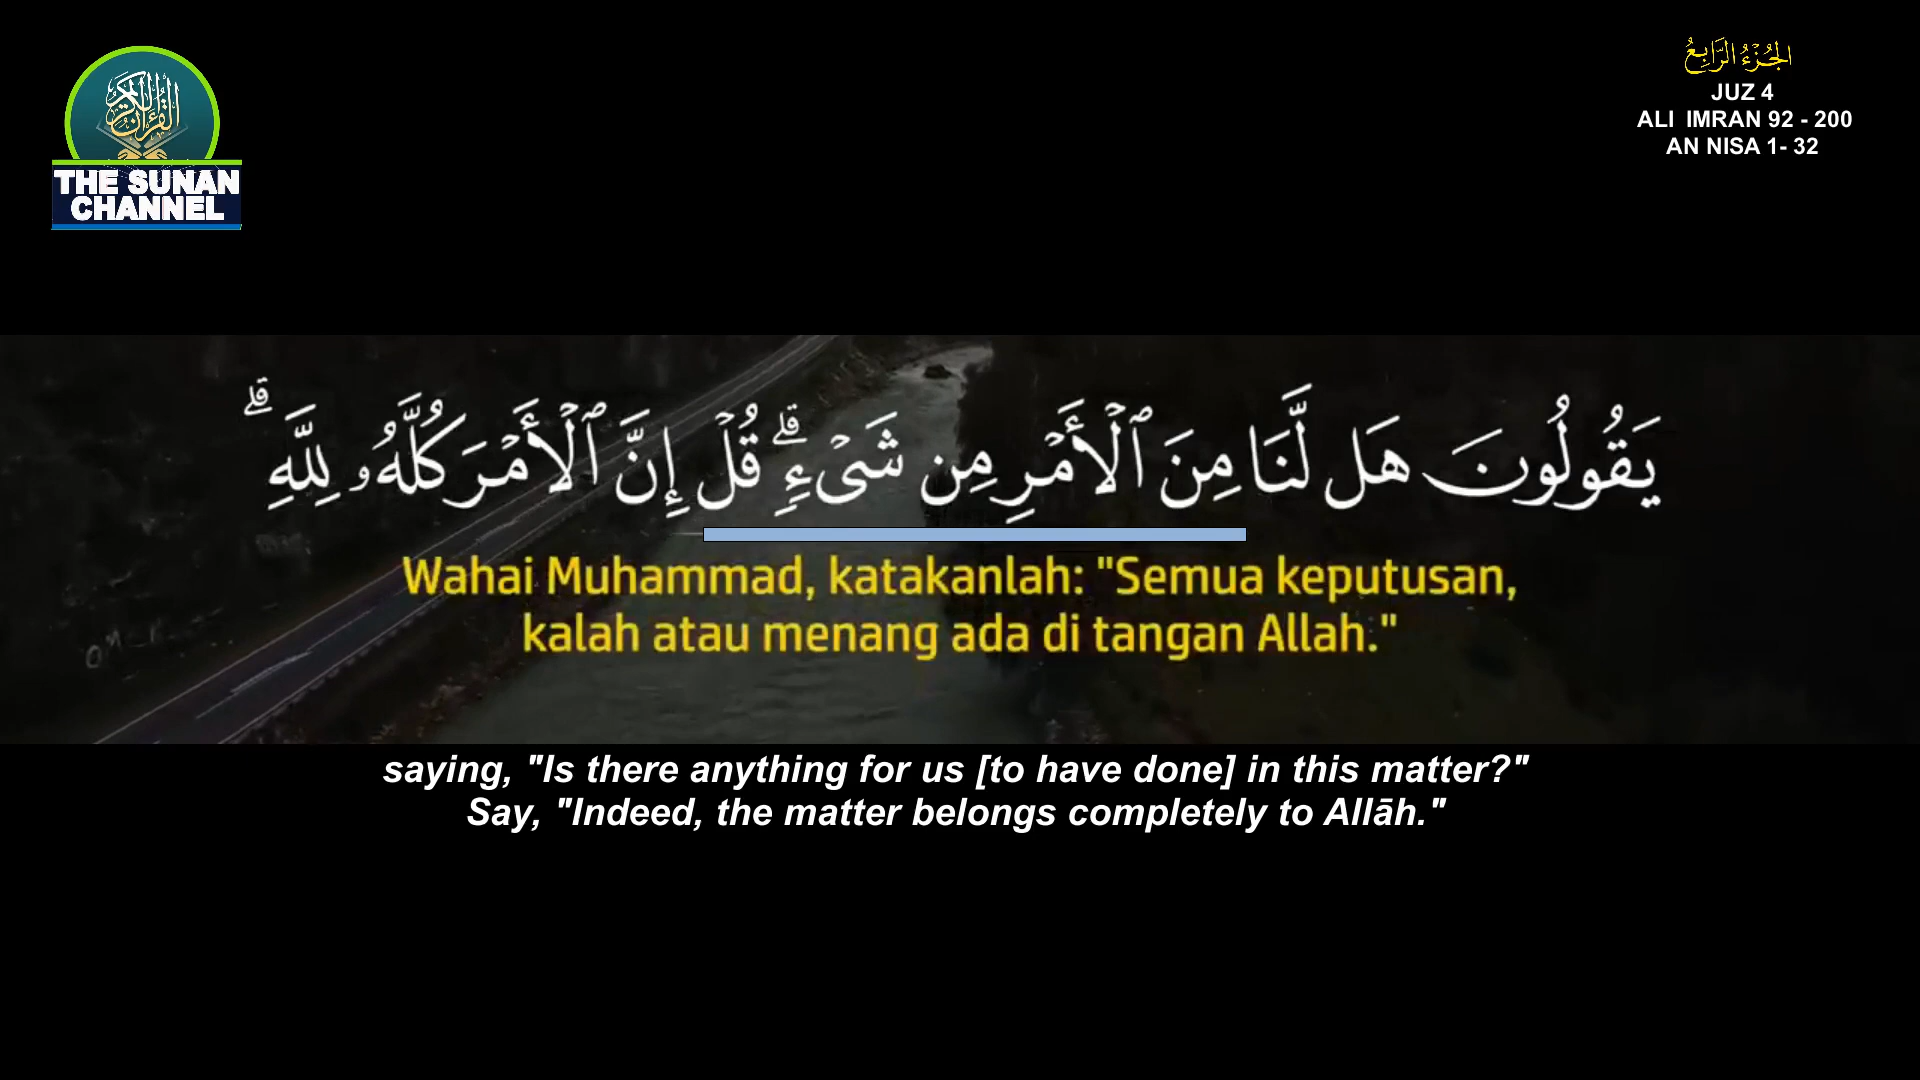 القرآن الكريم
THE SUNAN
CHANNEL
الجُزْءُ الرَّابِعُ
JUZ 4
ALI IMRAN 92 - 200
AN NISA 1- 32
يَقُولُونَ هَل لَّنَا مِنَ ٱلْأَمْرِ مِن شَىْءٍ ۗ قُلْ إِنَّ ٱلْأَمْرَ كُلَّهُۥ لِلَّهِ ۗ
Wahai Muhammad, katakanlah: "Semua keputusan,
kalah atau menang ada di tangan Allah."
saying, "Is there anything for us [to have done] in this matter?"
Say, "Indeed, the matter belongs completely to Allāh."